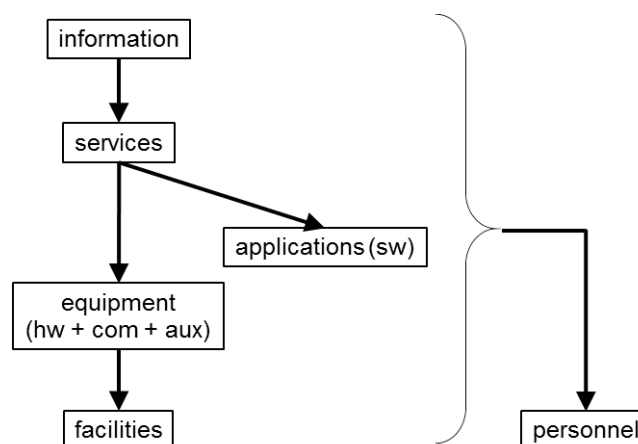 information
services
applications (sw)
equipment
(hw + com + aux)
facilities
personnel